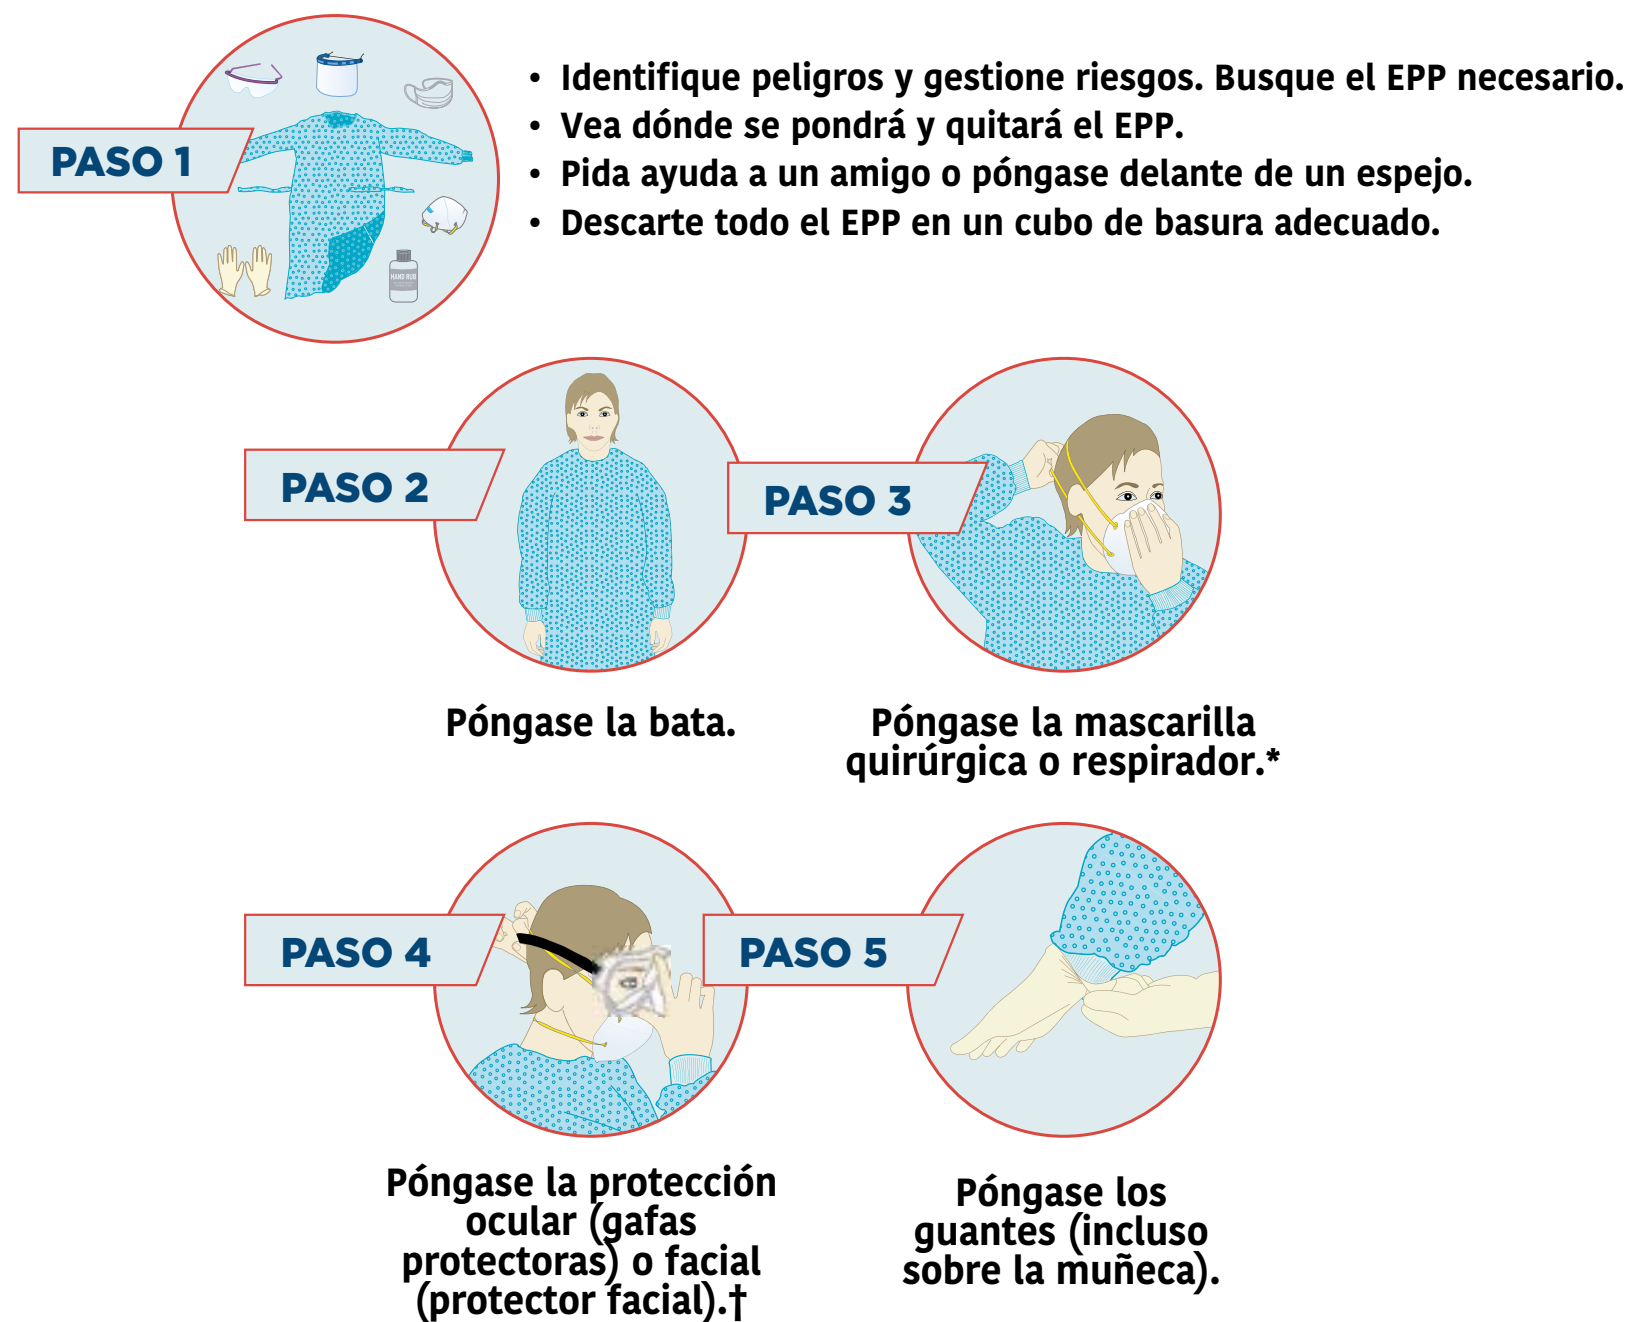 PASO 1
• Identifique peligros y gestione riesgos. Busque el EPP necesario.
• Vea dónde se pondrá y quitará el EPP.
• Pida ayuda a un amigo o póngase delante de un espejo.
• Descarte todo el EPP en un cubo de basura adecuado.
HAND RUB
PASO 2
Póngase la bata.
PASO 3
Póngase la mascarilla
quirúrgica o respirador.*
PASO 4
Póngase la protección
ocular (gafas
protectoras) o facial
(protector facial).†
PASO 5
Póngase los
guantes (incluso
sobre la muñeca).